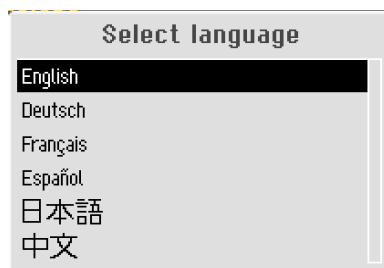 Select language
English
Deutsch
Français
Español
日本語
中文